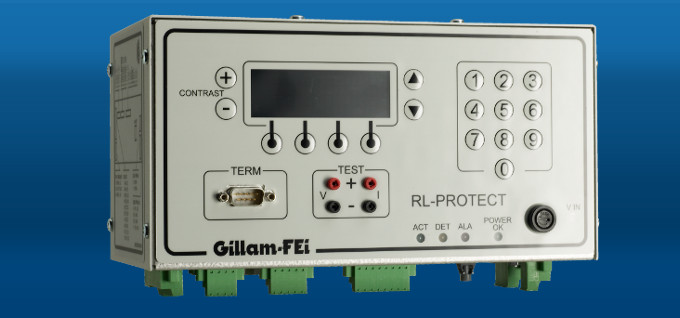 +
CONTRAST
-
▲
▼
1 2 3
4 5 6
7 8 9
0
TERM
TEST
V + I
-
RL-PROTECT
V IN
ACT DET ALA POWER OK
Gillam-FEi